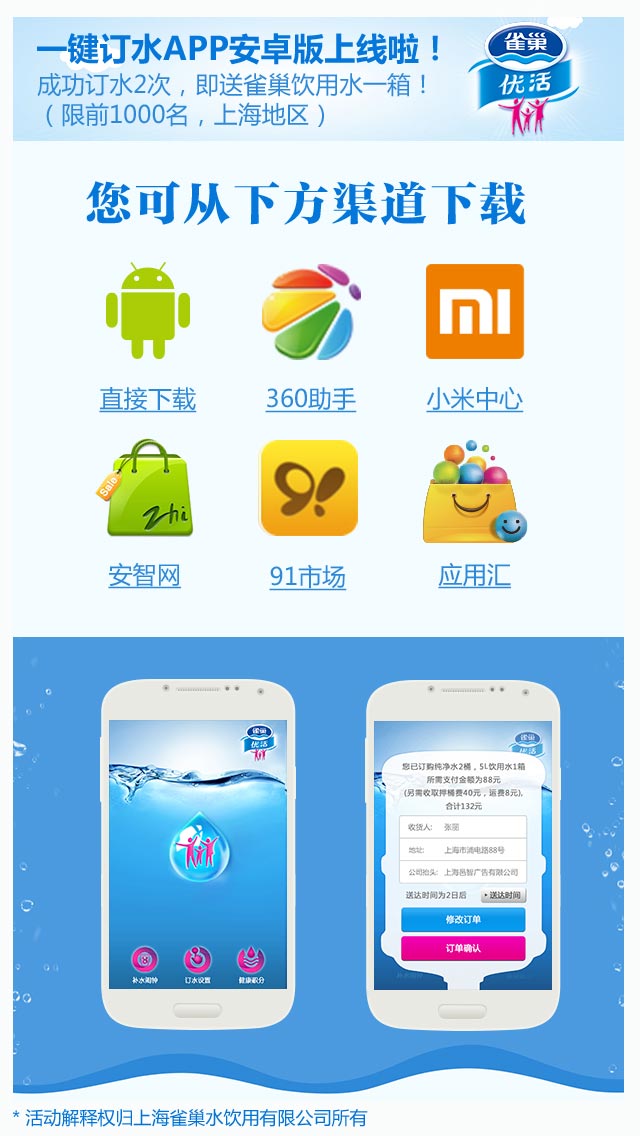 一键订水APP安卓版上线啦！
成功订水2次，即送雀巢饮用水一箱！
（限前1000名，上海地区）
雀巢
优活
您可从下方渠道下载
直接下载
360助手
小米中心
Sale
zhi
安智网
91市场
应用汇
雀巢
优活
补水闹钟
订水设置
健康积分
雀巢
优活
您已订购纯净水2桶，5L饮用水1箱
所需支付金额为88元
(另需收取押桶费40元，运费8元),
合计132元
收货人: 张丽
地址: 上海市浦电路88号
公司抬头: 上海邑智广告有限公司
送达时间为2日后 送达时间
修改订单
订单确认
* 活动解释权归上海雀巢水饮用有限公司所有